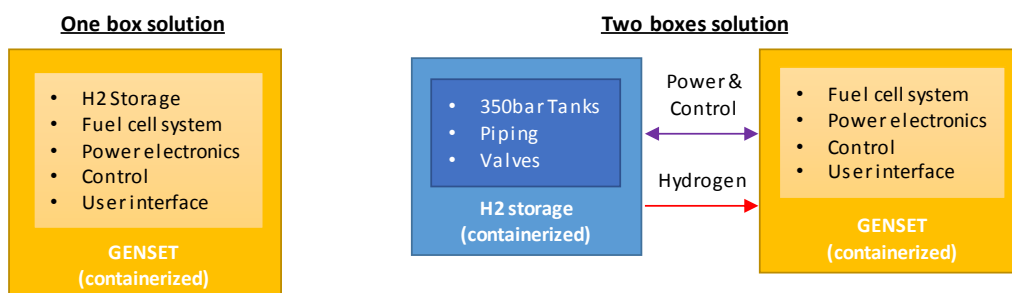 One box solution
H2 Storage
Fuel cell system
Power electronics
Control
User interface
GENSET
(containerized)
Two boxes solution
350bar Tanks
Piping
Valves
H2 storage
(containerized)
Power &
Control
Hydrogen
Fuel cell system
Power electronics
Control
User interface
GENSET
(containerized)